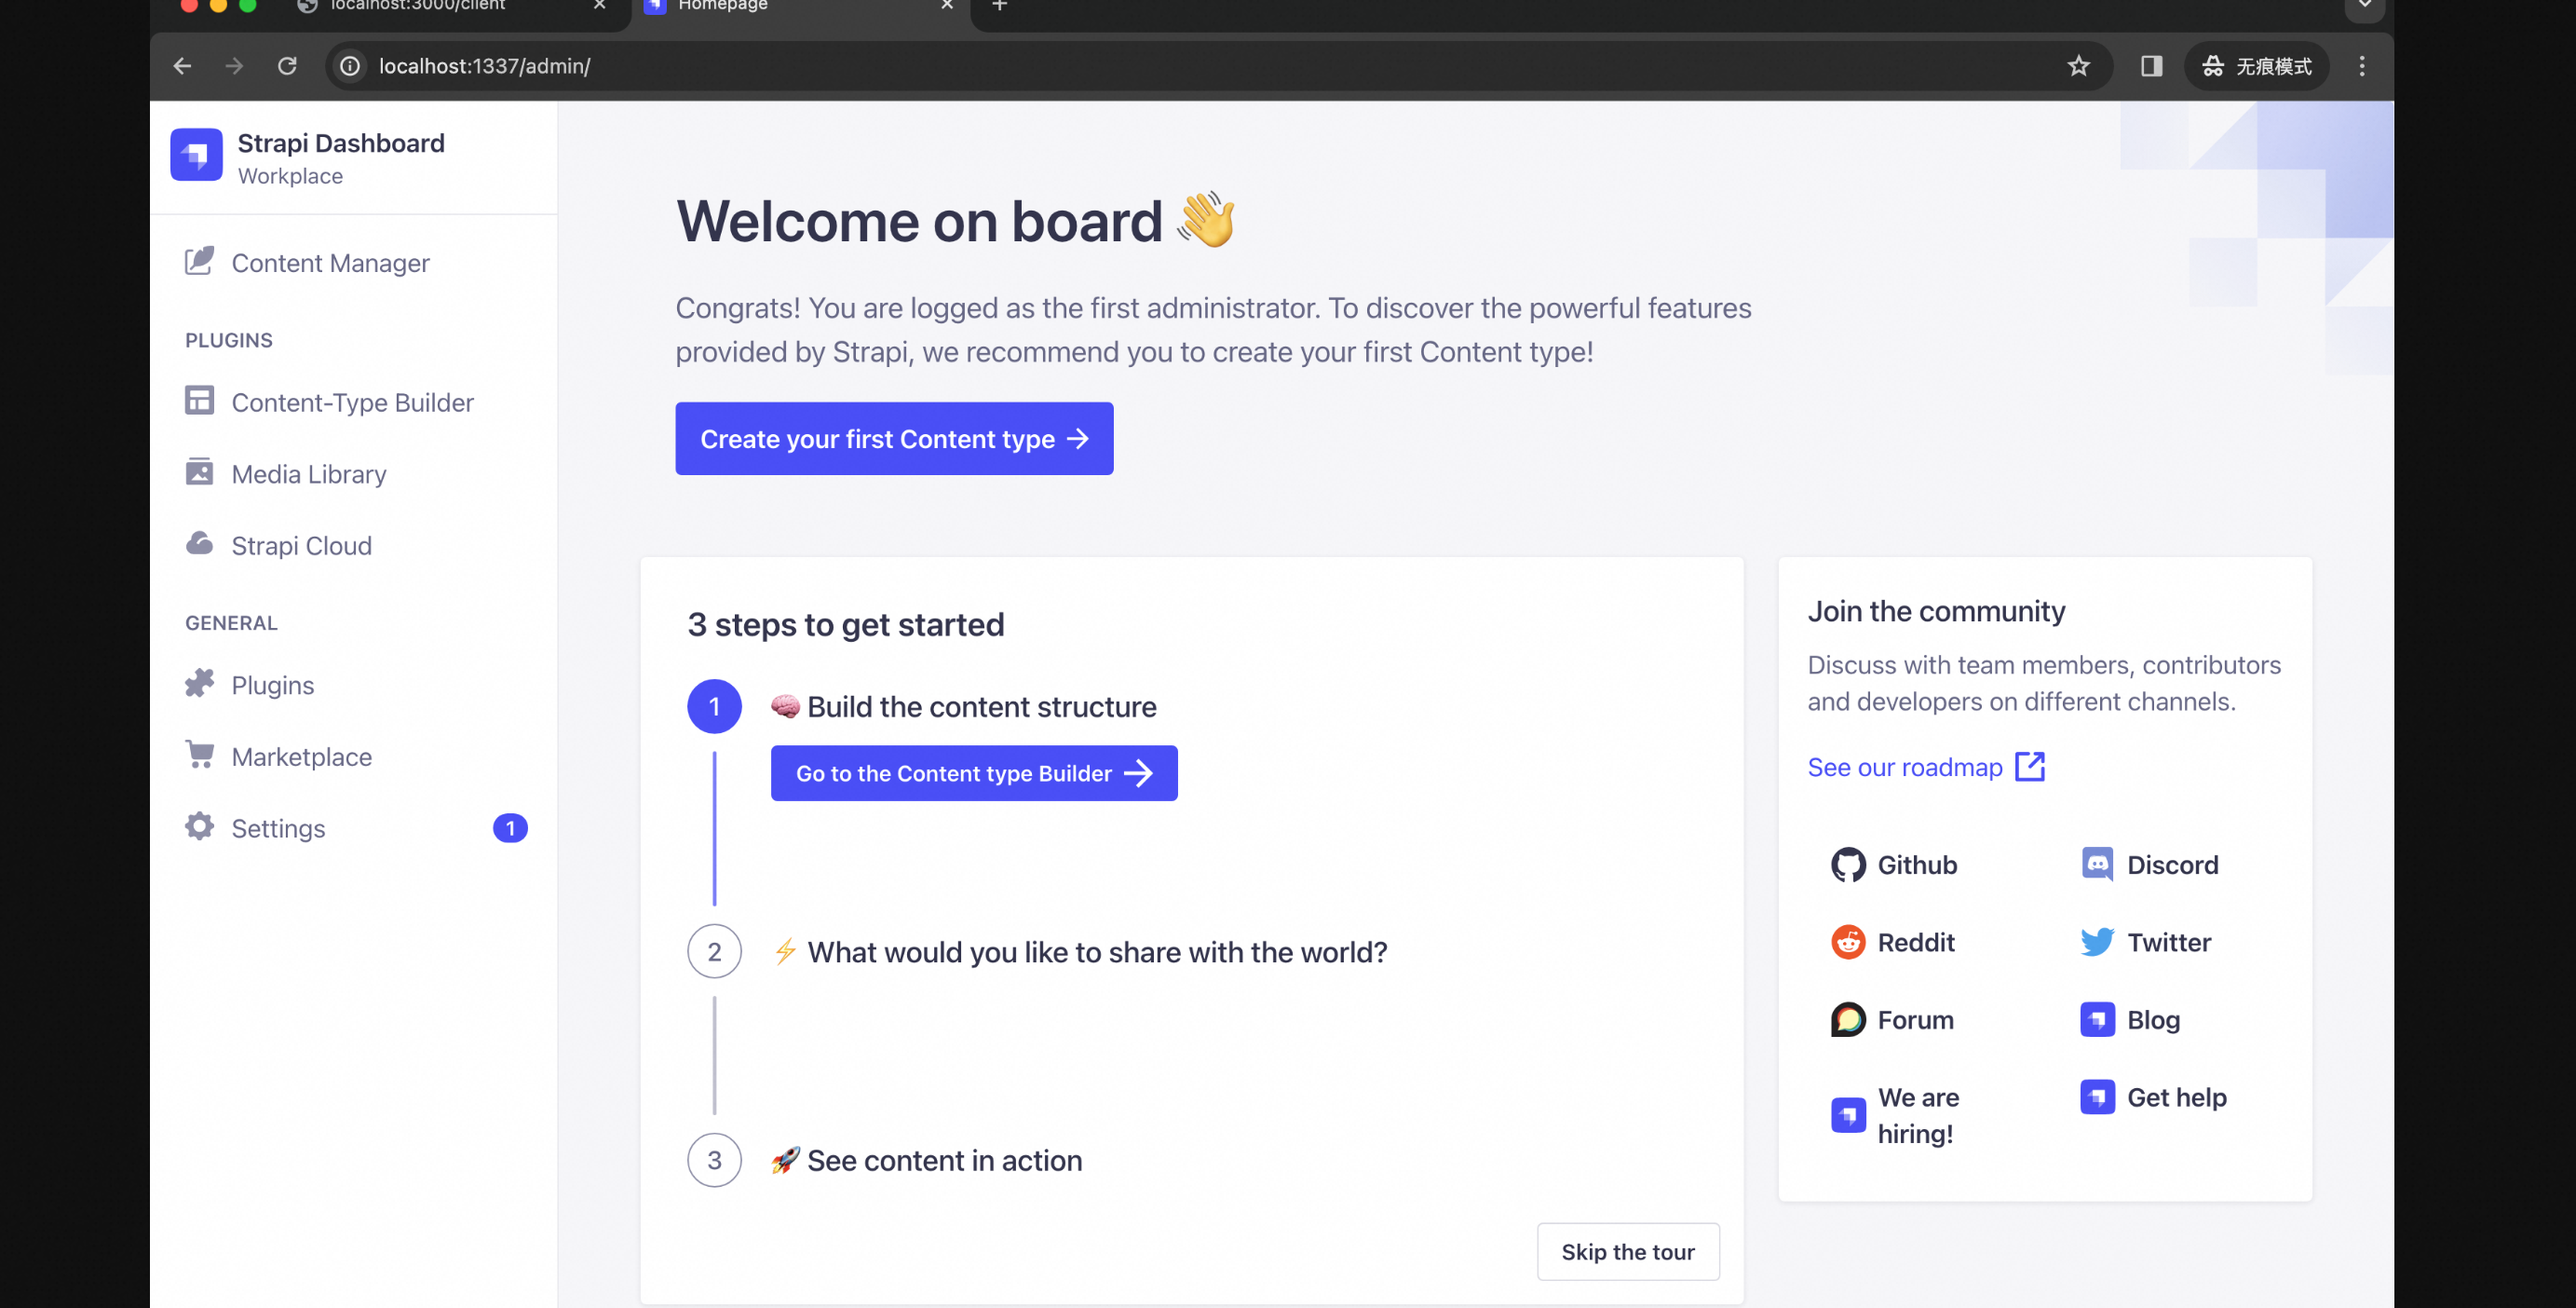 localhost:3000/client
Homepage
localhost:1337/admin/
无痕模式
Strapi Dashboard
Workplace
Content Manager
PLUGINS
Content-Type Builder
Media Library
Strapi Cloud
GENERAL
Plugins
Marketplace
Settings
1
Welcome on board
Congrats! You are logged as the first administrator. To discover the powerful features
provided by Strapi, we recommend you to create your first Content type!
Create your first Content type
3 steps to get started
1
Build the content structure
Go to the Content type Builder
2
What would you like to share with the world?
3
See content in action
Skip the tour
Join the community
Discuss with team members, contributors
and developers on different channels.
See our roadmap
Github
Discord
Reddit
Twitter
Forum
Blog
We are
hiring!
Get help